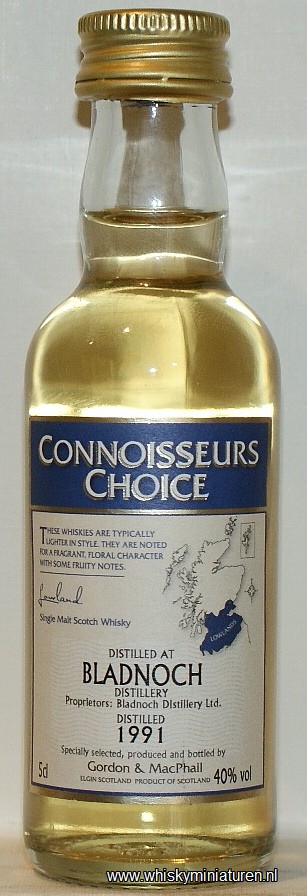 CONNOISSEURS
CHOICE
THESE WHISKIES ARE TYPICALLY
LIGHTER IN STYLE. THEY ARE NOTED
FOR A FRAGRANT, FLORAL CHARACTER
WITH SOME FRUITY NOTES.
Lowland
Single Malt Scotch Whisky
LOWLANDS
DISTILLED AT
BLADNOCH
DISTILLERY
Proprietors: Bladnoch Distillery Ltd.
DISTILLED
1991
Specially selected, produced and bottled by
5cl Gordon & MacPhail 40% vol
ELGIN SCOTLAND PRODUCT OF SCOTLAND
www.whiskyminiaturen.nl